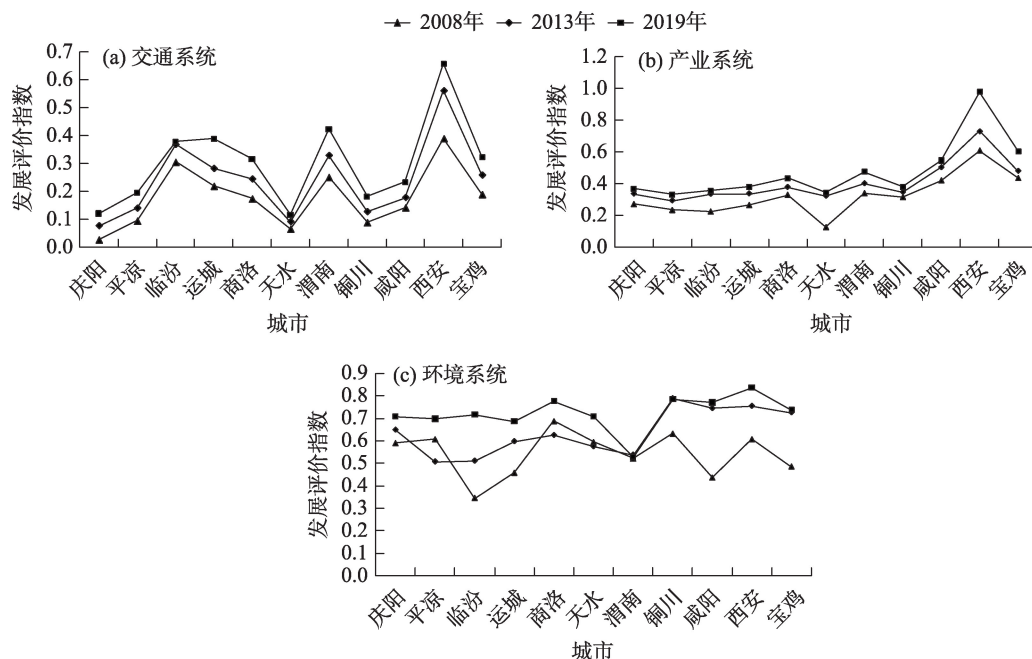 2008年 2013年 2019年
(a) 交通系统
发展评价指数
0.7
0.6
0.5
0.4
0.3
0.2
0.1
0.0
庆阳 平凉 临汾 运城 商洛 天水 渭南 铜川 咸阳 西安 宝鸡
城市
(b) 产业系统
发展评价指数
1.2
1.0
0.8
0.6
0.4
0.2
0.0
庆阳 平凉 临汾 运城 商洛 天水 渭南 铜川 咸阳 西安 宝鸡
城市
(c) 环境系统
发展评价指数
0.9
0.8
0.7
0.6
0.5
0.4
0.3
0.2
0.1
0.0
庆阳 平凉 临汾 运城 商洛 天水 渭南 铜川 咸阳 西安 宝鸡
城市